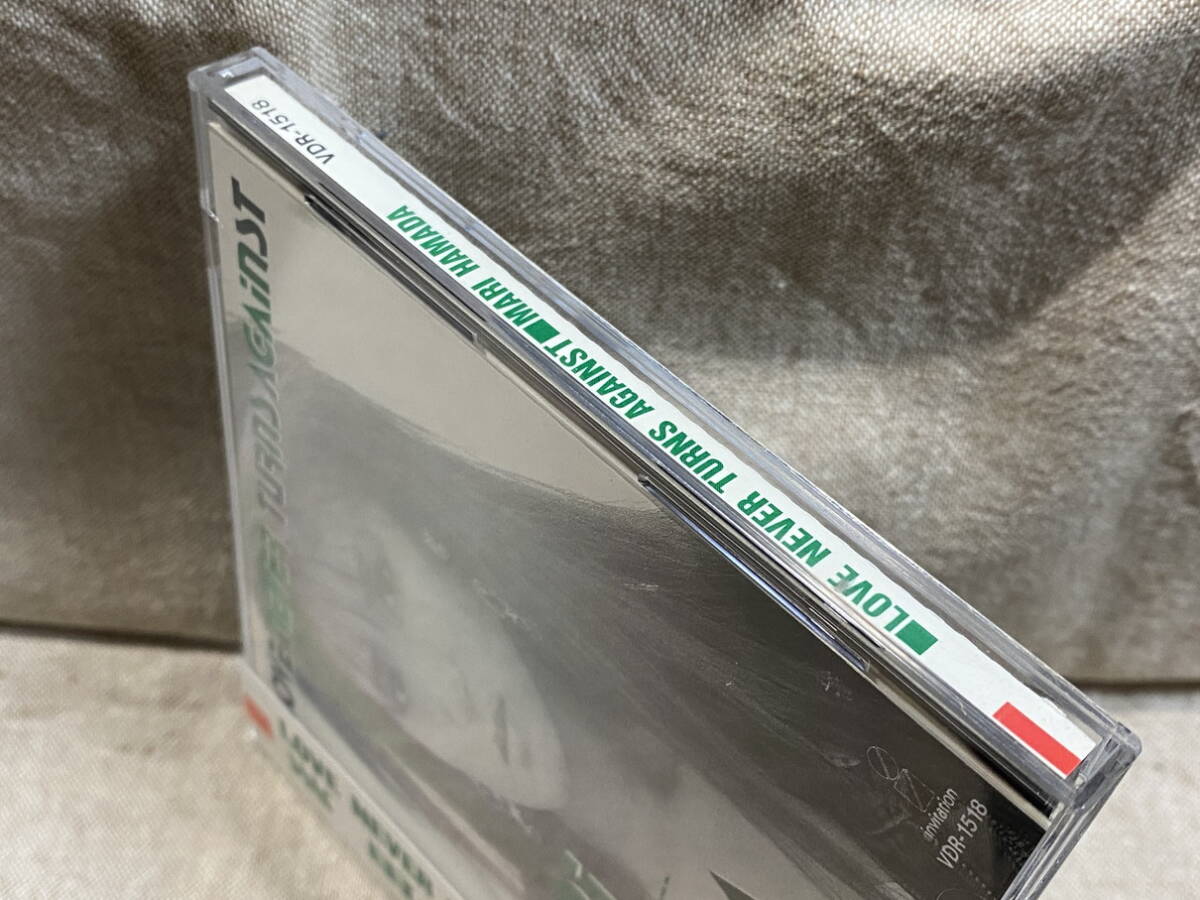 ■LOVE NEVER TURNS AGAINST■MARI HAMADA
VDR-1518
TURNS AGAINST
LOVE NEVER
invitation
VDR-1518